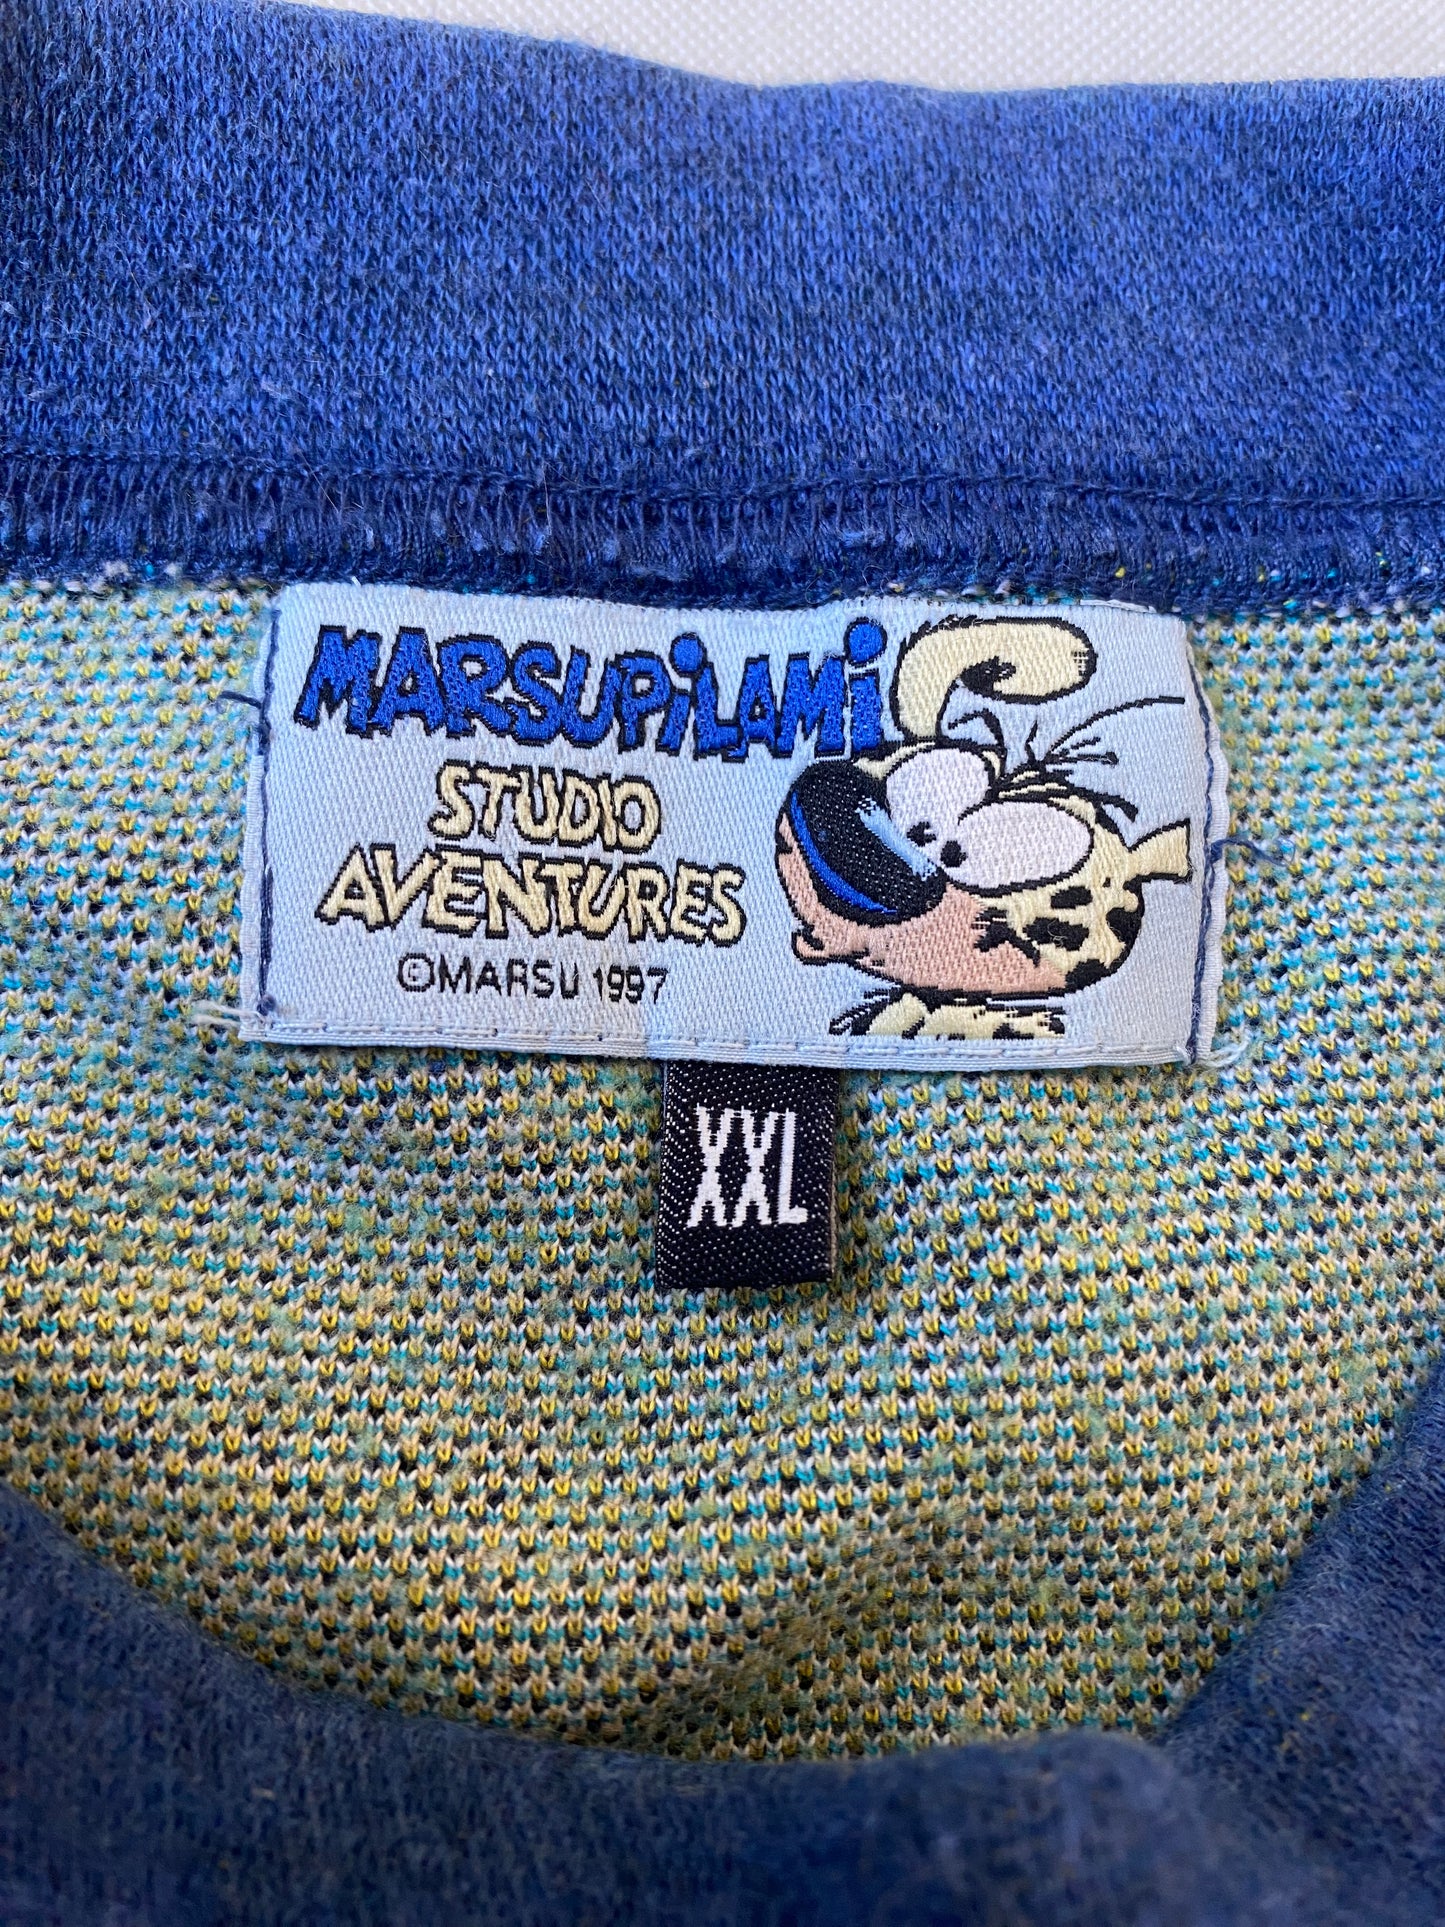 MARSUPiLAMi
STUDIO
AVENTURES
©MARSU 1997
XXL